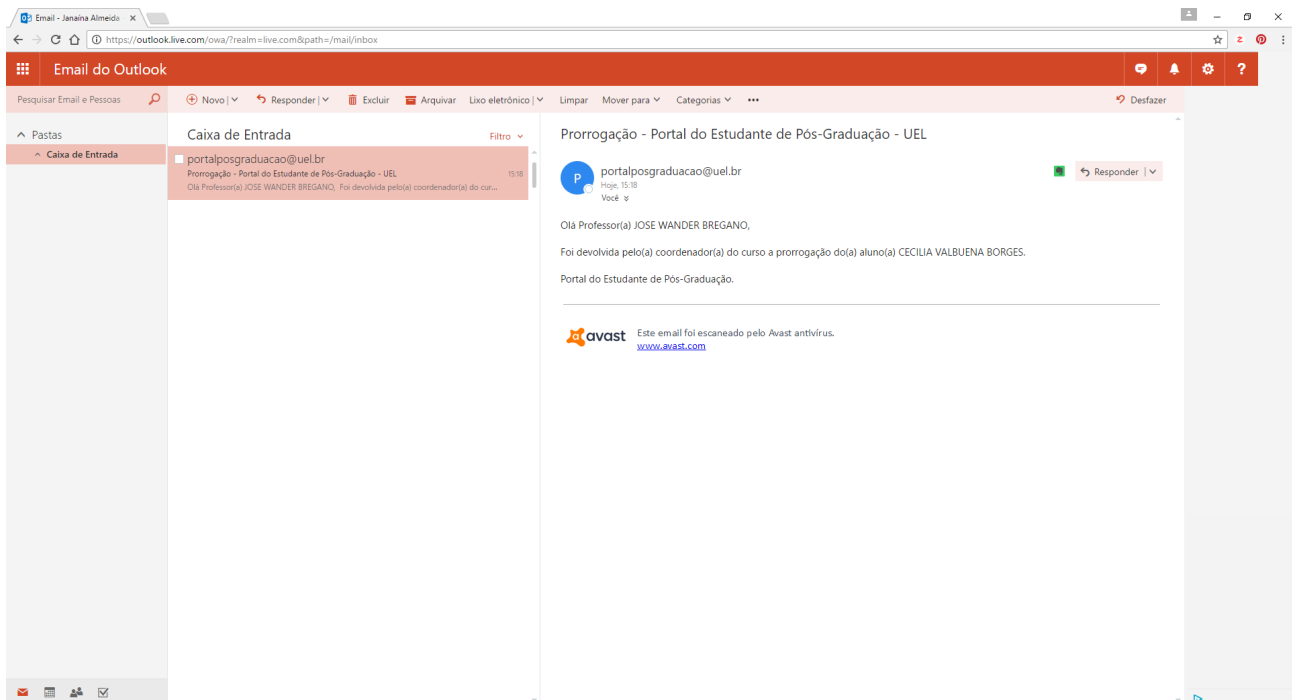 Email - Janaína Almeida
https://outlook.live.com/owa/?realm=live.com&path=/mail/inbox
Email do Outlook
?
Pesquisar Email e Pessoas
Novo | Responder | Excluir Arquivar Lixo eletrônico | Limpar Mover para Categorias ••• Desfazer
Pastas
Caixa de Entrada
Caixa de Entrada
Filtro
portalposgraduacao@uel.br
Prorrogação - Portal do Estudante de Pós-Graduação - UEL 15:18
Olá Professor(a) JOSE WANDER BREGANO, Foi devolvida pelo(a) coordenador(a) do cur...
Prorrogação - Portal do Estudante de Pós-Graduação - UEL
P
portalposgraduacao@uel.br
Hoje, 15:18
Você
Responder |
Olá Professor(a) JOSE WANDER BREGANO,
Foi devolvida pelo(a) coordenador(a) do curso a prorrogação do(a) aluno(a) CECILIA VALBUENA BORGES.
Portal do Estudante de Pós-Graduação.
avast
Este email foi escaneado pelo Avast antivírus.
www.avast.com